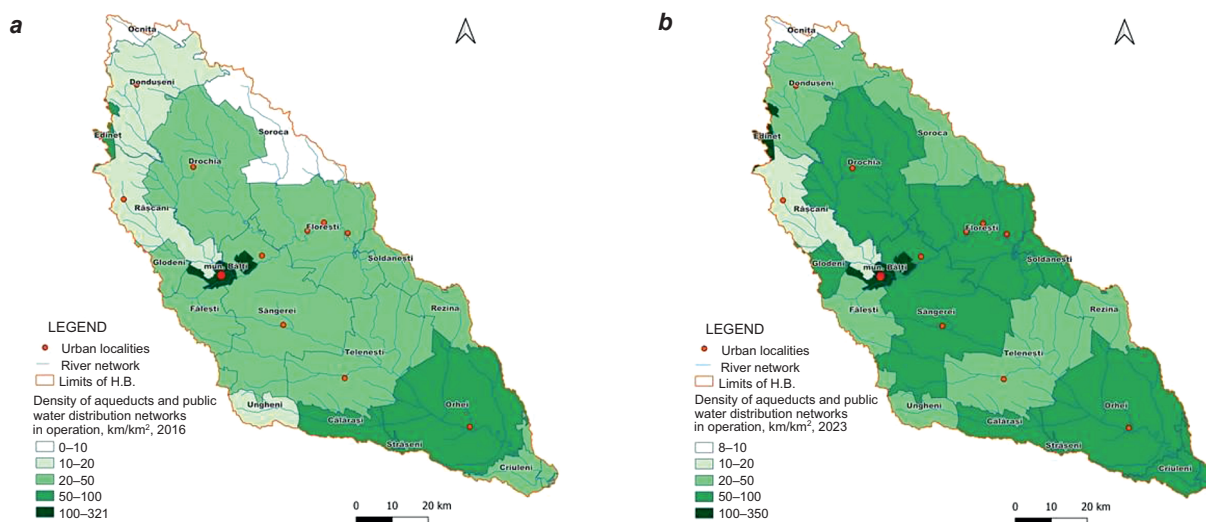 a
Ocnița
Dondușeni
Edineț
Soroca
Drochia
Râșcani
Florești
Șoldanești
Glodeni
mun. Bălți
Fălești
Sângerei
Rezina
Telenești
Ungheni
Călărași
Orhei
Străseni
Criuleni
LEGEND
Urban localities
River network
Limits of H.B.
Density of aqueducts and public
water distribution networks
in operation, km/km², 2016
0–10
10–20
20–50
50–100
100–321
0 10 20 km
b
Ocnița
Dondușeni
Edineț
Soroca
Drochia
Râșcani
Florești
Șoldanești
Glodeni
mun. Bălți
Fălești
Sângerei
Rezina
Telenești
Ungheni
Călărași
Orhei
Străseni
Criuleni
LEGEND
Urban localities
River network
Limits of H.B.
Density of aqueducts and public
water distribution networks
in operation, km/km², 2023
8–10
10–20
20–50
50–100
100–350
0 10 20 km